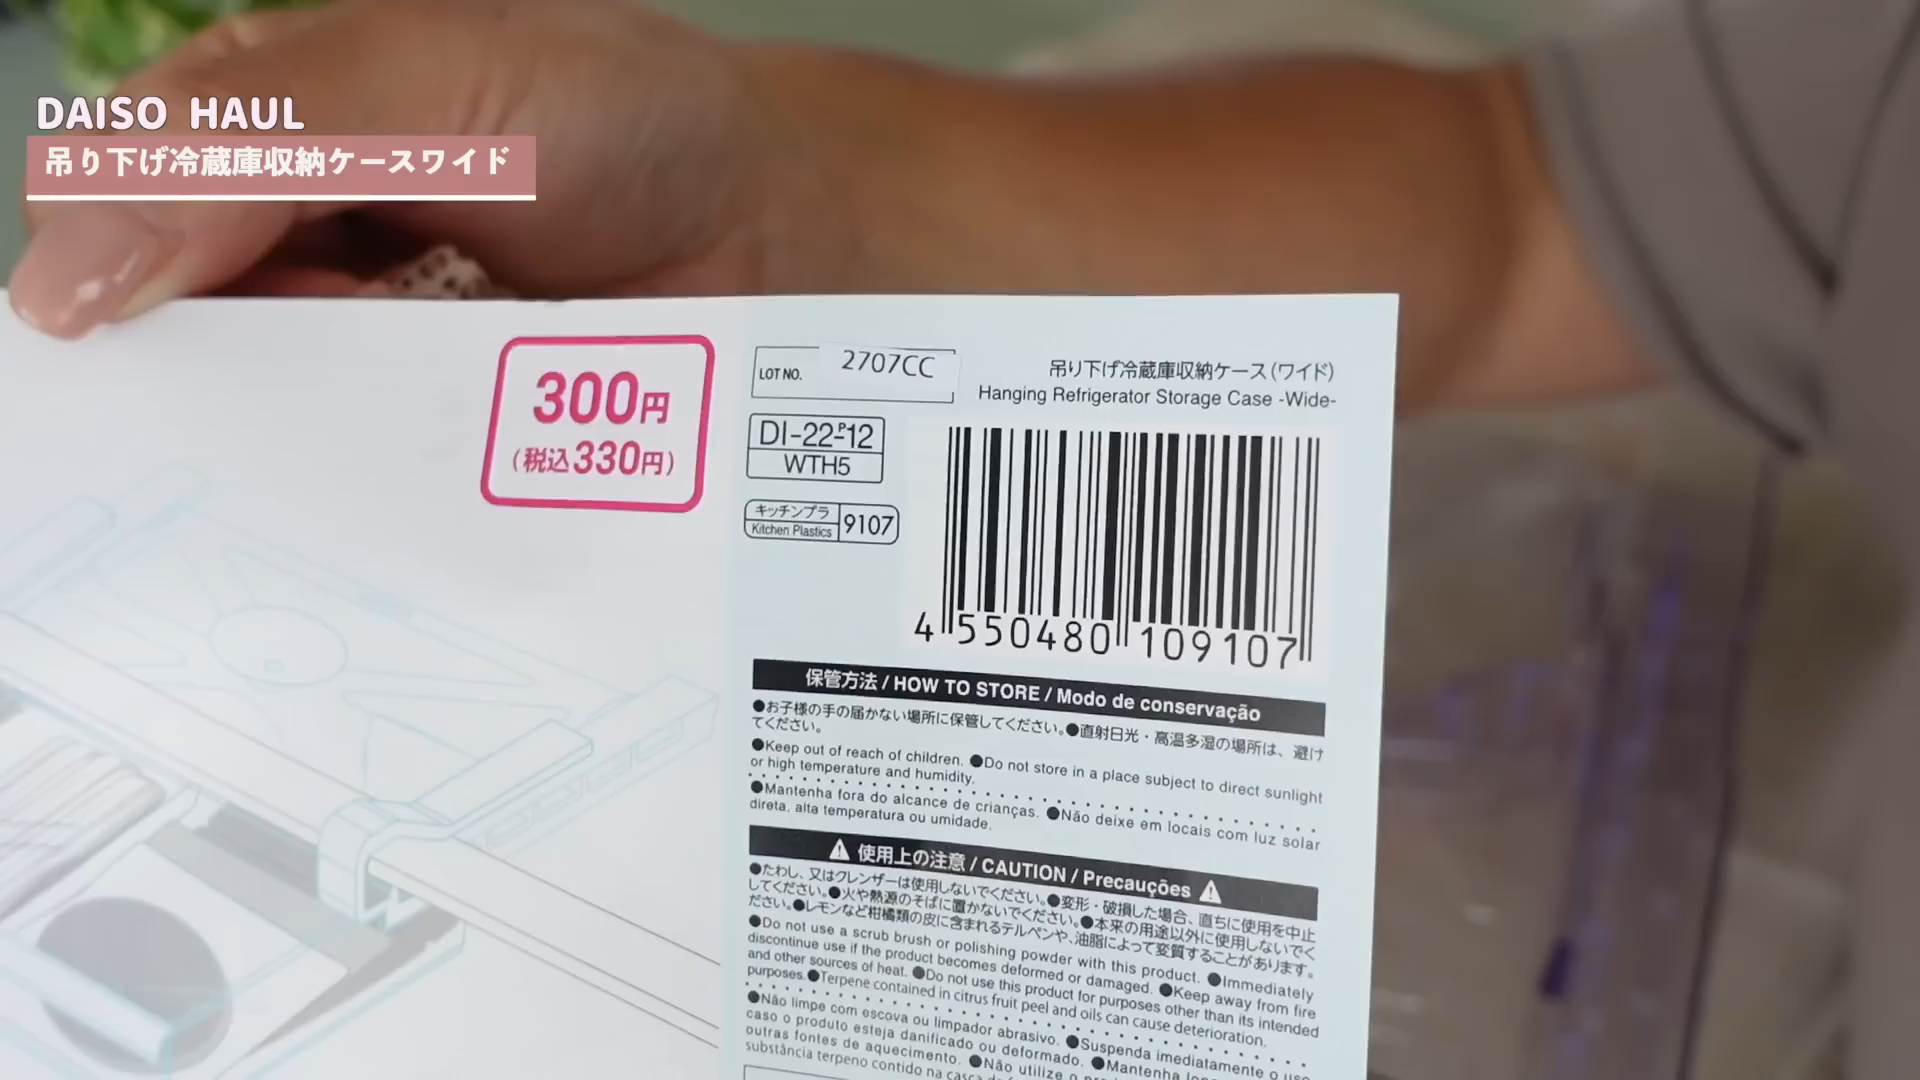 DAISO HAUL
吊り下げ冷蔵庫収納ケースワイド
300円
(税込330円)
LOT NO. 2707CC
DI-22-P12
WTH5
キッチンプラ
Kitchen Plastics
9107
吊り下げ冷蔵庫収納ケース(ワイド)
Hanging Refrigerator Storage Case -Wide-
4 550480 109107
保管方法 / HOW TO STORE / Modo de conservação
●お子様の手の届かない場所に保管してください。●直射日光・高温多湿の場所は、避け
てください。
●Keep out of reach of children. ●Do not store in a place subject to direct sunlight
or high temperature and humidity.
●Mantenha fora do alcance de crianças. ●Não deixe em locais com luz solar
direta, alta temperatura ou umidade.
⚠ 使用上の注意 / CAUTION / Precauções ⚠
●たわし、又はクレンザーは使用しないでください。●変形・破損した場合、直ちに使用を中止
してください。●火や熱源のそばに置かないでください。●本来の用途以外に使用しないでく
ださい。●レモンなど柑橘類の皮に含まれるテルペンや、油脂によって変質することがあります。
●Do not use a scrub brush or polishing powder with this product. ●Immediately
discontinue use if the product becomes deformed or damaged. ●Keep away from fire
and other sources of heat. ●Do not use this product for purposes other than its intended
purposes. ●Terpene contained in citrus fruit peel and oils can cause deterioration.
●Não limpe com escova ou limpador abrasivo. ●Suspenda imediatamente o uso
caso o produto esteja danificado ou deformado. ●Mantenha
outras fontes de aquecimento. ●Não utilize o
substância terpeno contido na casca